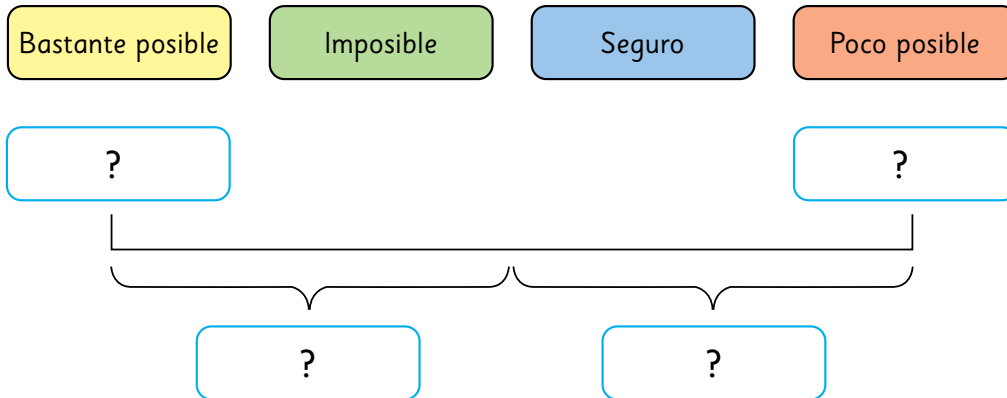 Bastante posible
Imposible
Seguro
Poco posible
?
?
?
?